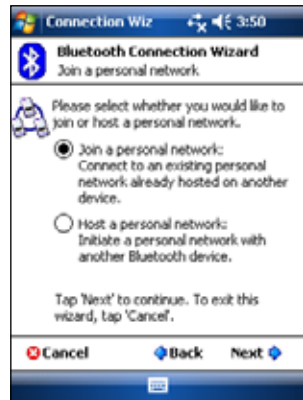 Connection Wiz 3:50
Bluetooth Connection Wizard
Join a personal network
Please select whether you would like to
join or host a personal network.
Join a personal network:
Connect to an existing personal
network already hosted on another
device.
Host a personal network:
Initiate a personal network with
another Bluetooth device.
Tap 'Next' to continue. To exit this
wizard, tap 'Cancel'.
Cancel Back Next